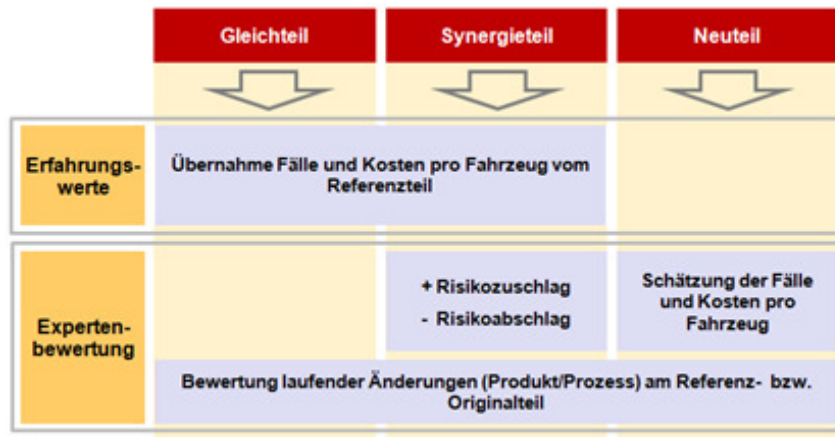 Gleichteil
Synergieteil
Neuteil
Erfahrungs-
werte
Übernahme Fälle und Kosten pro Fahrzeug vom
Referenzteil
Experten-
bewertung
+ Risikozuschlag
- Risikoabschlag
Schätzung der Fälle
und Kosten pro
Fahrzeug
Bewertung laufender Änderungen (Produkt/Prozess) am Referenz- bzw.
Originalteil